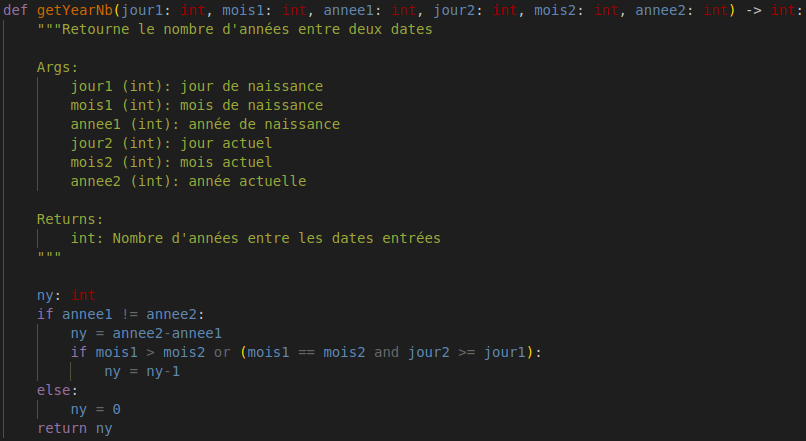 def getYearNb(jour1: int, mois1: int, annee1: int, jour2: int, mois2: int, annee2: int) -> int:
    """Retourne le nombre d'années entre deux dates

    Args:
        jour1 (int): jour de naissance
        mois1 (int): mois de naissance
        annee1 (int): année de naissance
        jour2 (int): jour actuel
        mois2 (int): mois actuel
        annee2 (int): année actuelle

    Returns:
        int: Nombre d'années entre les dates entrées
    """

    ny: int
    if annee1 != annee2:
        ny = annee2-annee1
        if mois1 > mois2 or (mois1 == mois2 and jour2 >= jour1):
            ny = ny-1
    else:
        ny = 0
    return ny